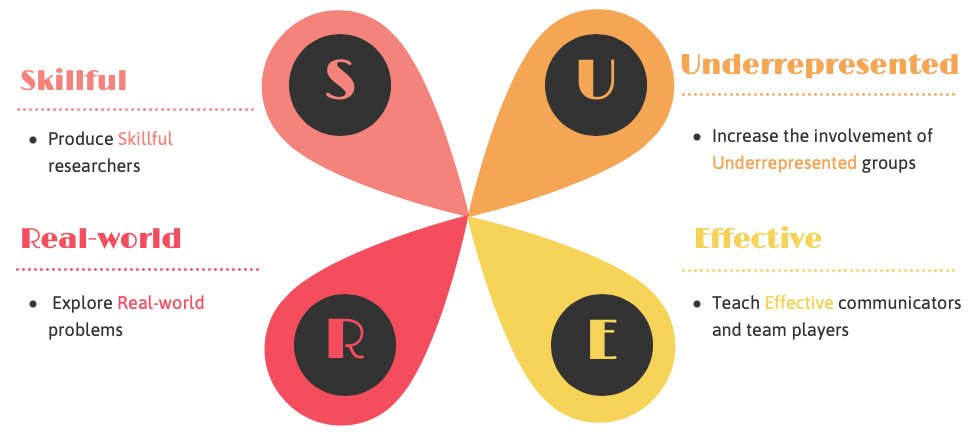 Skillful
• Produce Skillful
researchers
S
U
Underrepresented
• Increase the involvement of
Underrepresented groups
Real-world
• Explore Real-world
problems
R
E
Effective
• Teach Effective communicators
and team players